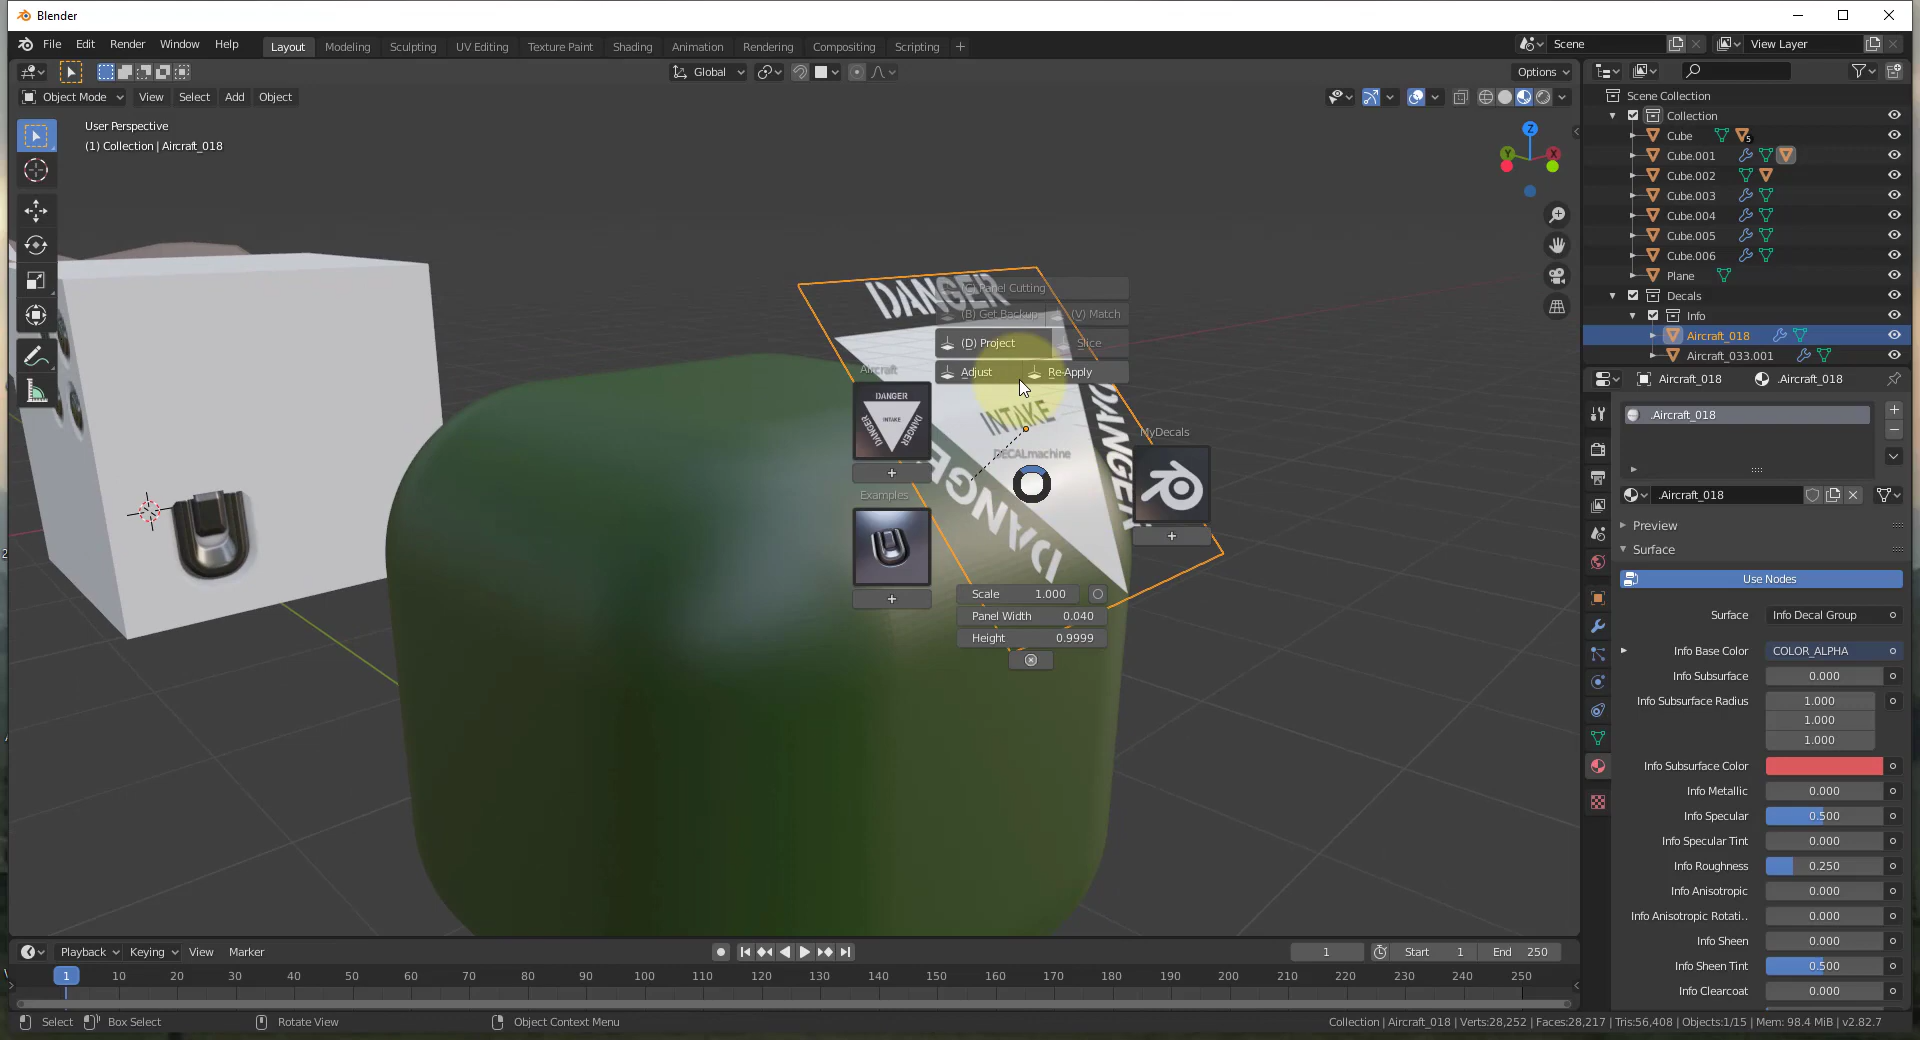 Blender
File Edit Render Window Help
Layout Modeling Sculpting UV Editing Texture Paint Shading Animation Rendering Compositing Scripting +
Scene
View Layer
Global
Options
Object Mode View Select Add Object
User Perspective
(1) Collection | Aircraft_018
Z
Y X
Scene Collection
Collection
Cube
5
Cube.001
Cube.002
Cube.003
Cube.004
Cube.005
Cube.006
Plane
Decals
Info
Aircraft_018
Aircraft_033.001
DANGER
INTAKE
DANGER
DANGER
(C) Panel Cutting
(B) Get Backup (V) Match
(D) Project Slice
Adjust Re-Apply
Aircraft
DANGER
INTAKE
DANGER
DANGER
+
Examples
+
DECALmachine
MyDecals
+
Scale 1.000
Panel Width 0.040
Height 0.9999
Aircraft_018 .Aircraft_018
.Aircraft_018
.Aircraft_018
Preview
Surface
Use Nodes
Surface Info Decal Group
Info Base Color COLOR_ALPHA
Info Subsurface 0.000
Info Subsurface Radius 1.000
1.000
1.000
Info Subsurface Color
Info Metallic 0.000
Info Specular 0.500
Info Specular Tint 0.000
Info Roughness 0.250
Info Anisotropic 0.000
Info Anisotropic Rotati.. 0.000
Info Sheen 0.000
Info Sheen Tint 0.500
Info Clearcoat 0.000
Playback Keying View Marker
1 Start 1 End 250
1 10 20 30 40 50 60 70 80 90 100 110 120 130 140 150 160 170 180 190 200 210 220 230 240 250
Select Box Select Rotate View Object Context Menu
Collection | Aircraft_018 | Verts:28,252 | Faces:28,217 | Tris:56,408 | Objects:1/15 | Mem: 98.4 MiB | v2.82.7